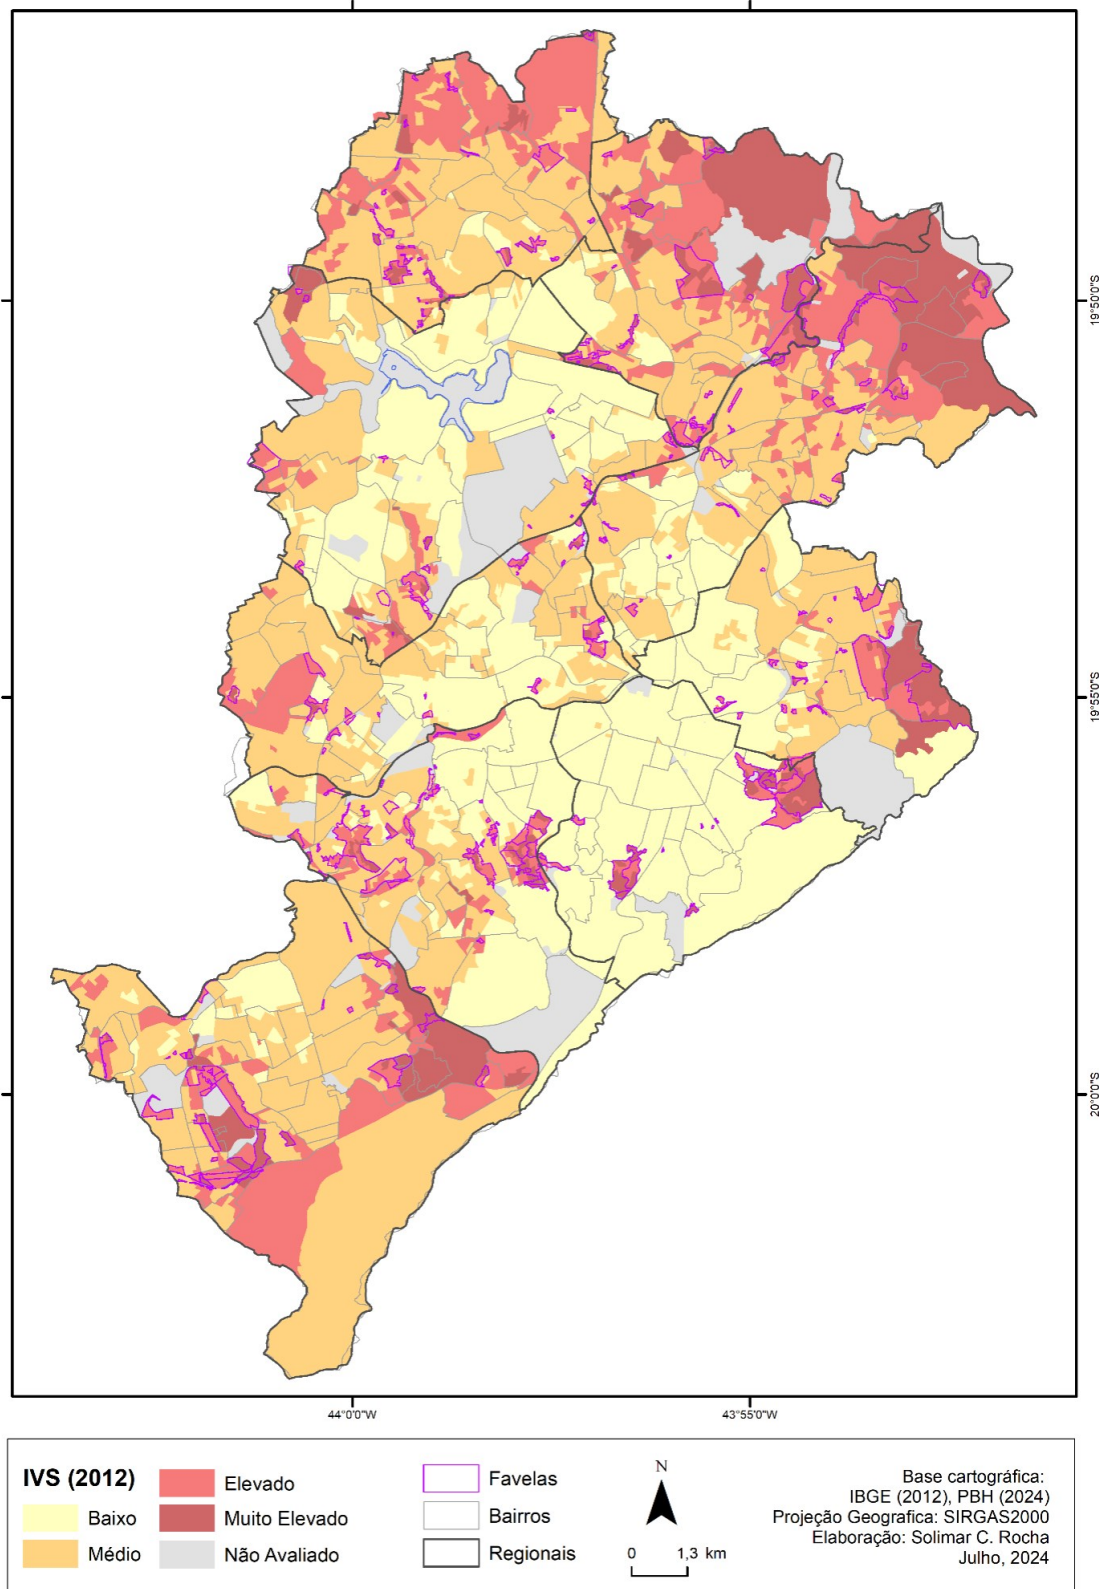 19°50'0"S
19°55'0"S
20°0'0"S
44°0'0"W
43°55'0"W
IVS (2012)
Baixo
Médio
Elevado
Muito Elevado
Não Avaliado
Favelas
Bairros
Regionais
N
0 1,3 km
Base cartográfica:
IBGE (2012), PBH (2024)
Projeção Geografica: SIRGAS2000
Elaboração: Solimar C. Rocha
Julho, 2024